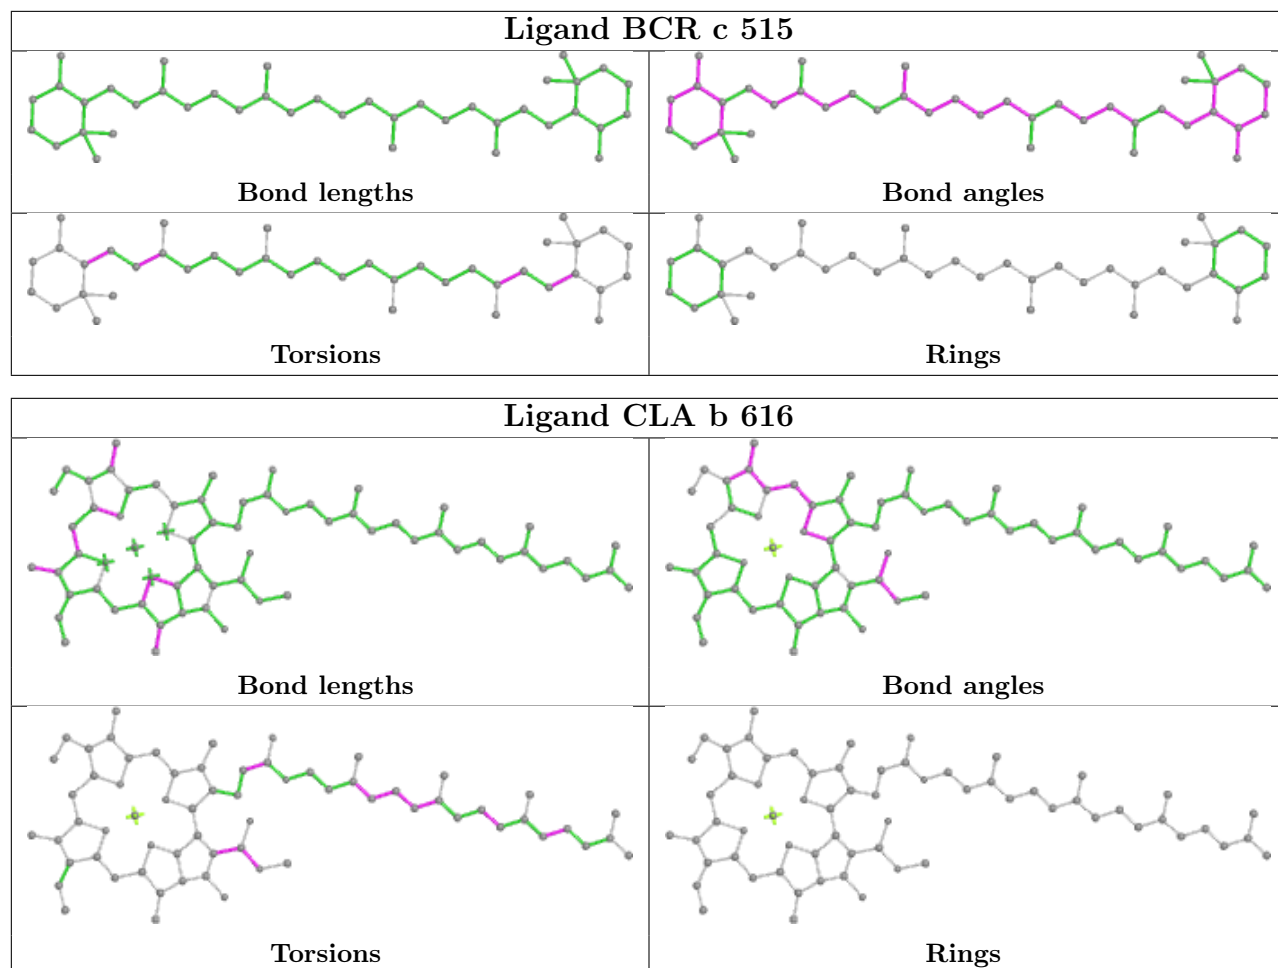 Ligand BCR c 515
Bond lengths
Bond angles
Torsions
Rings
Ligand CLA b 616
Bond lengths
Bond angles
Torsions
Rings